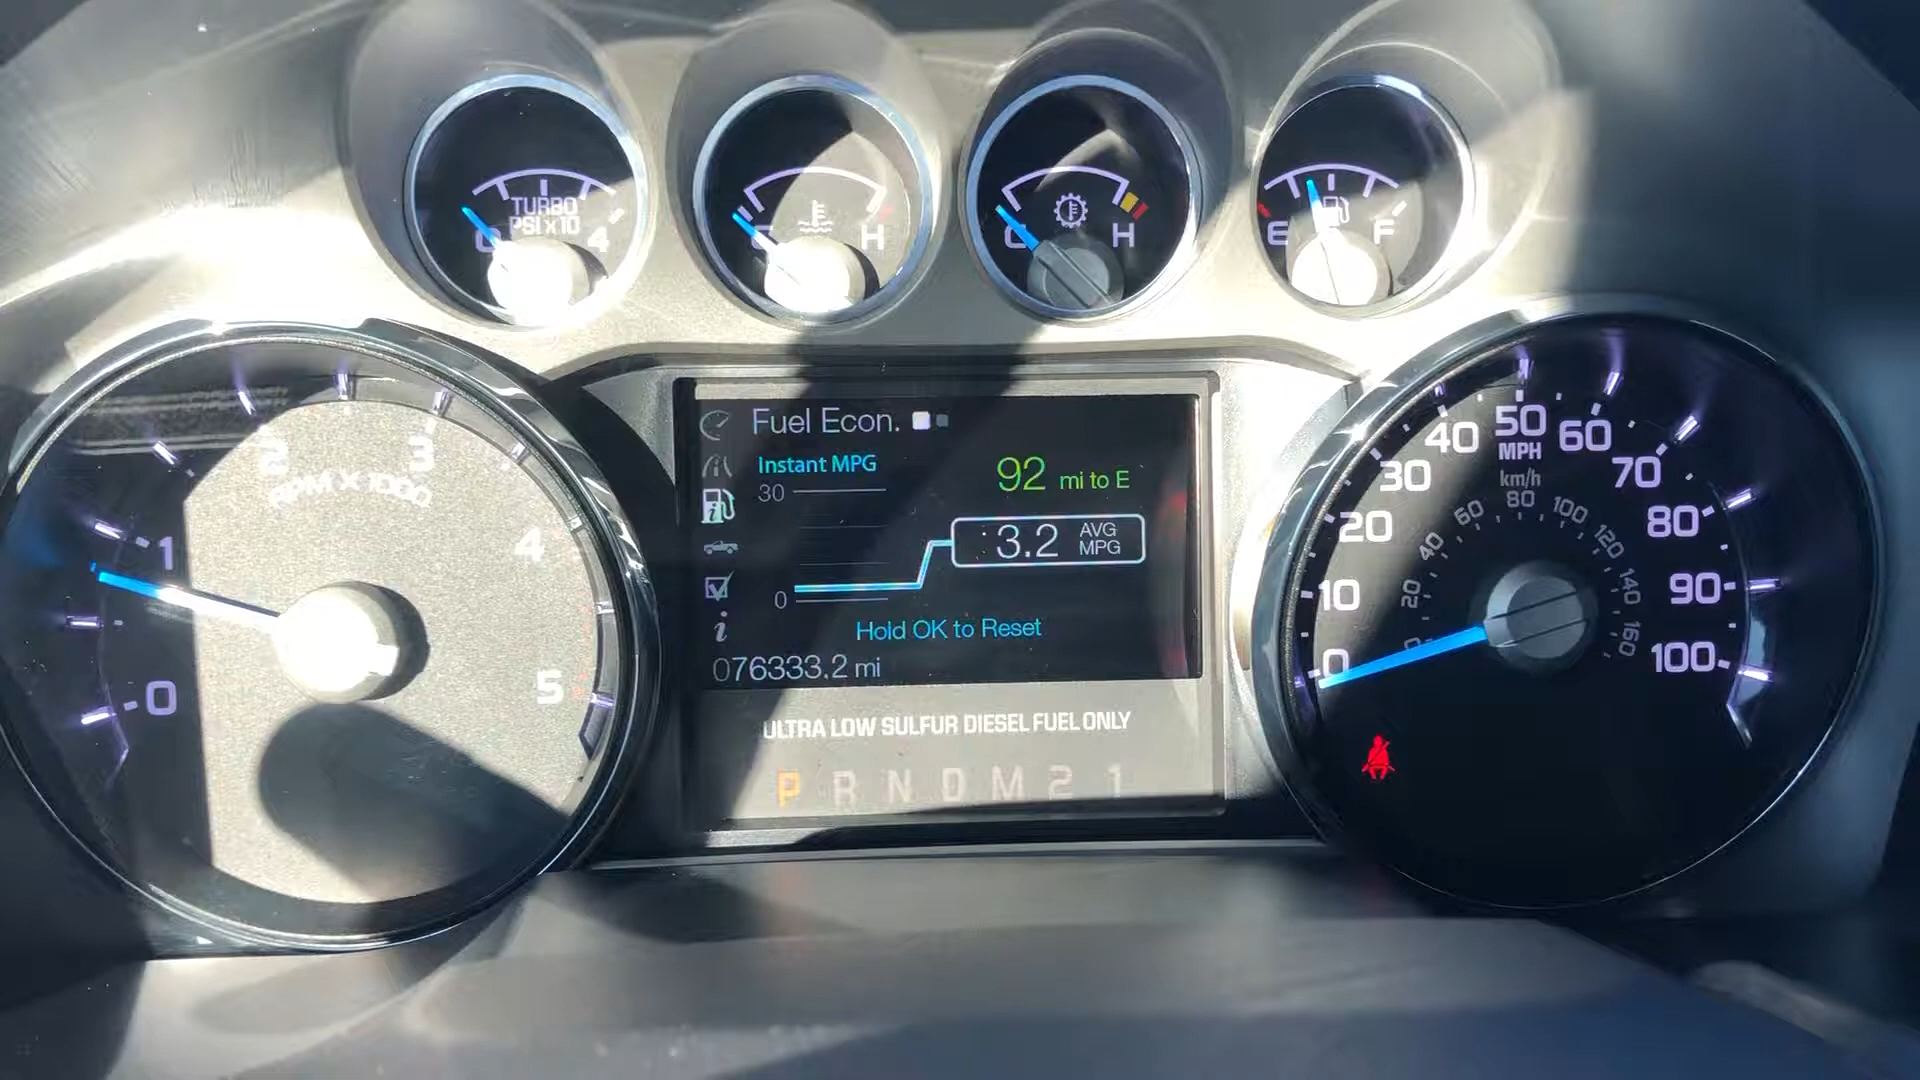 TURBO
PSI x10
0
4
C
H
C
H
E
F
0
1
2
3
4
5
RPM X 1000
Fuel Econ.
Instant MPG
30
0
92 mi to E
3.2 AVG MPG
Hold OK to Reset
076333.2 mi
ULTRA LOW SULFUR DIESEL FUEL ONLY
P R N D M 2 1
0
10
20
30
40
50
60
70
80
90
100
MPH
km/h
0
20
40
60
80
100
120
140
160